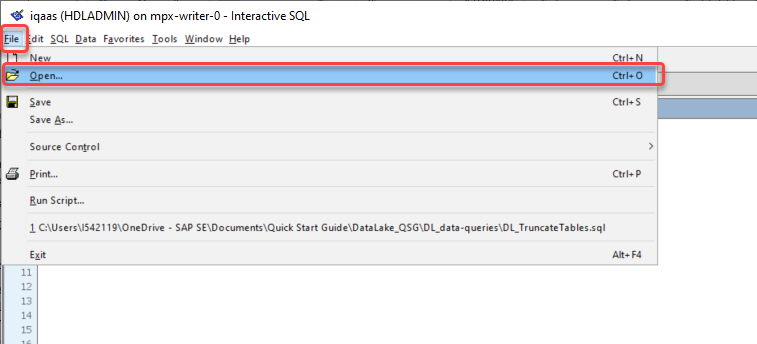 iqaas (HDLADMIN) on mpx-writer-0 - Interactive SQL
File Edit SQL Data Favorites Tools Window Help
New Ctrl+N
Open... Ctrl+O
Save Ctrl+S
Save As...
Source Control
Print... Ctrl+P
Run Script...
1 C:\Users\I542119\OneDrive - SAP SE\Documents\Quick Start Guide\DataLake_QSG\DL_data-queries\DL_TruncateTables.sql
Exit Alt+F4
11
12
13
14
15
16